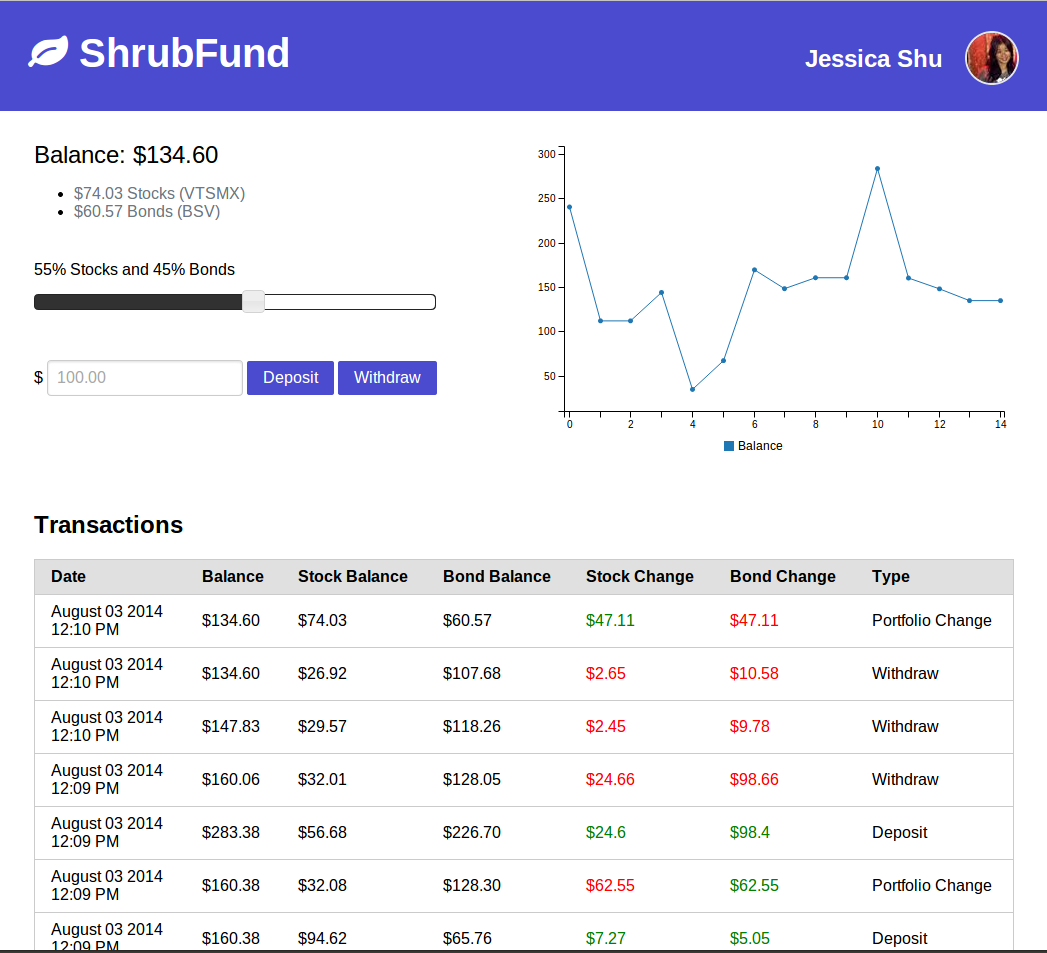 ShrubFund
Jessica Shu
Balance: $134.60
$74.03 Stocks (VTSMX)
$60.57 Bonds (BSV)
55% Stocks and 45% Bonds
$ 100.00 Deposit Withdraw
300
250
200
150
100
50
0 2 4 6 8 10 12 14
Balance
Transactions
Date Balance Stock Balance Bond Balance Stock Change Bond Change Type
August 03 2014
12:10 PM $134.60 $74.03 $60.57 $47.11 $47.11 Portfolio Change
August 03 2014
12:10 PM $134.60 $26.92 $107.68 $2.65 $10.58 Withdraw
August 03 2014
12:10 PM $147.83 $29.57 $118.26 $2.45 $9.78 Withdraw
August 03 2014
12:09 PM $160.06 $32.01 $128.05 $24.66 $98.66 Withdraw
August 03 2014
12:09 PM $283.38 $56.68 $226.70 $24.6 $98.4 Deposit
August 03 2014
12:09 PM $160.38 $32.08 $128.30 $62.55 $62.55 Portfolio Change
August 03 2014
12:09 PM $160.38 $94.62 $65.76 $7.27 $5.05 Deposit